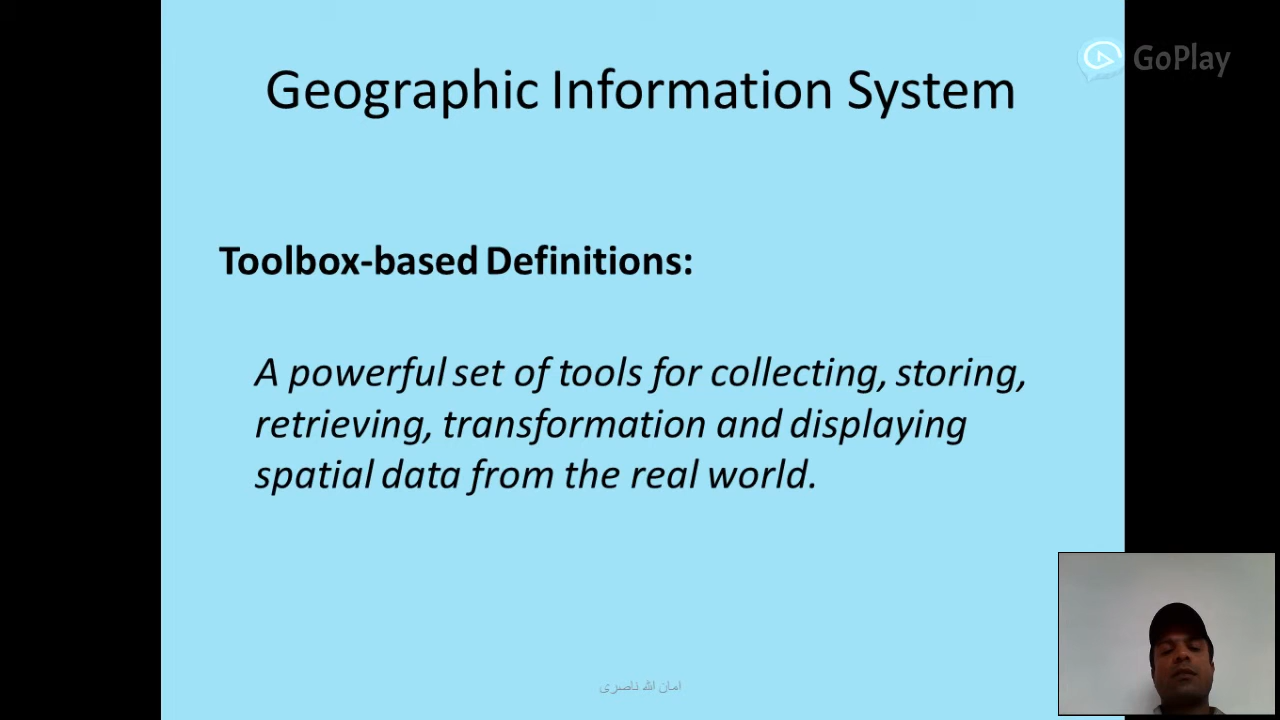 GoPlay
Geographic Information System
Toolbox-based Definitions:
A powerful set of tools for collecting, storing,
retrieving, transformation and displaying
spatial data from the real world.
امان الله ناصری